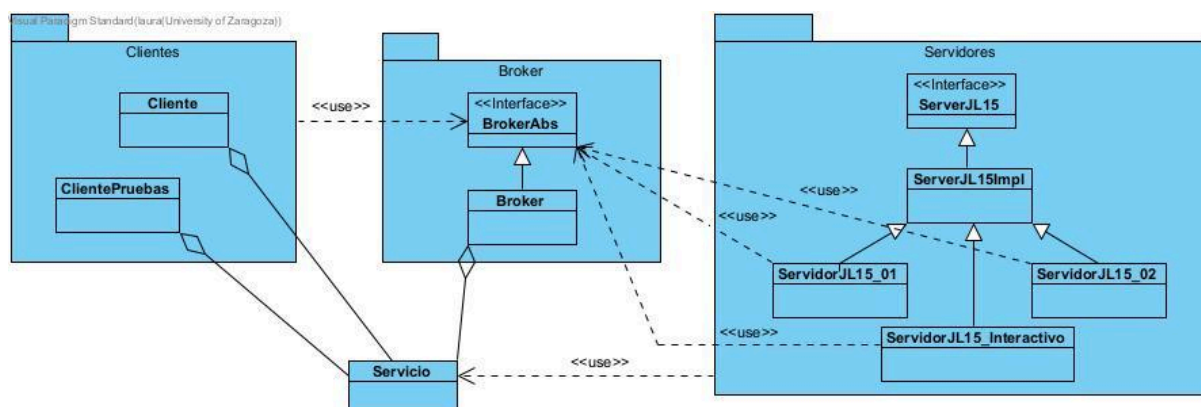 Visual Paradigm Standard(laura(University of Zaragoza))
Clientes
Cliente
ClientePruebas
<<use>>
Broker
<<Interface>>
BrokerAbs
Broker
Servidores
<<Interface>>
ServerJL15
ServerJL15Impl
<<use>>
<<use>>
ServidorJL15_01
ServidorJL15_02
<<use>>
ServidorJL15_Interactivo
<<use>>
Servicio